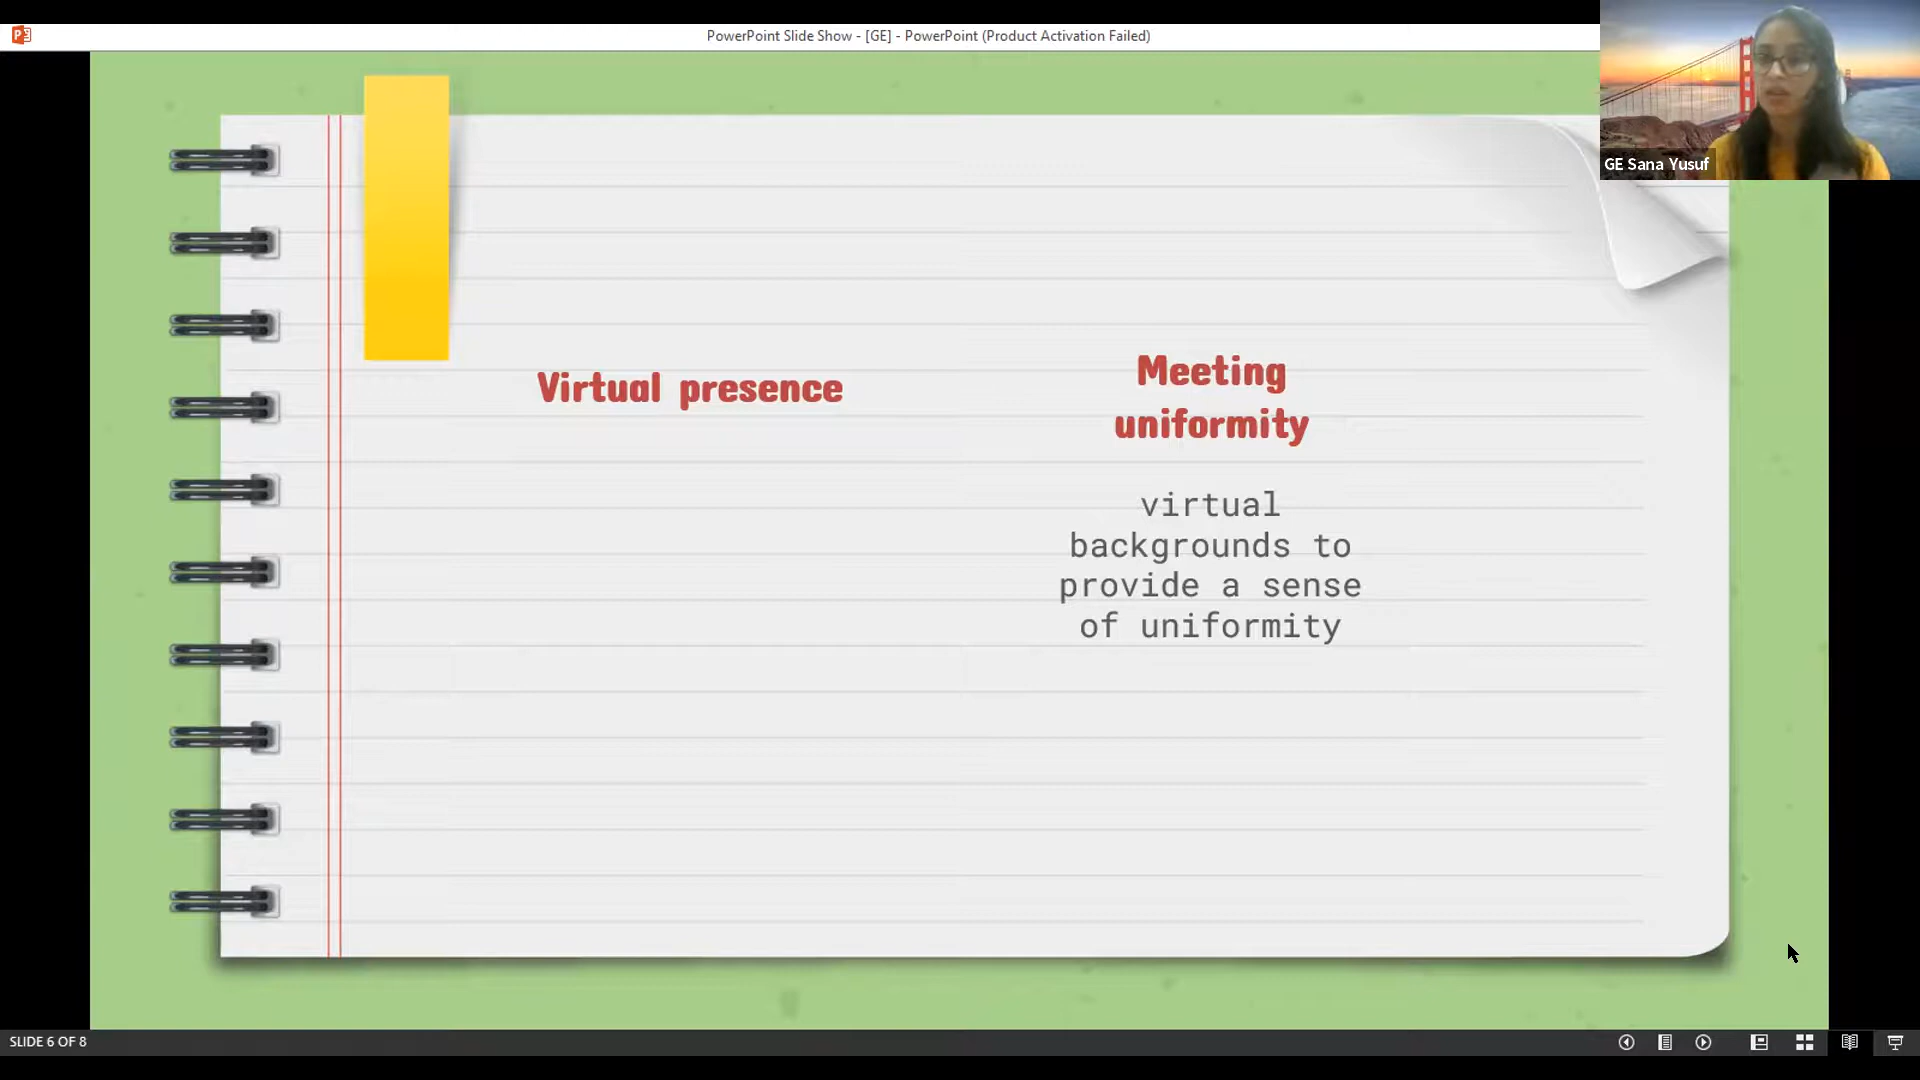 PowerPoint Slide Show - [GE] - PowerPoint (Product Activation Failed)
GE Sana Yusuf
Virtual presence
Meeting
uniformity
virtual
backgrounds to
provide a sense
of uniformity
SLIDE 6 OF 8